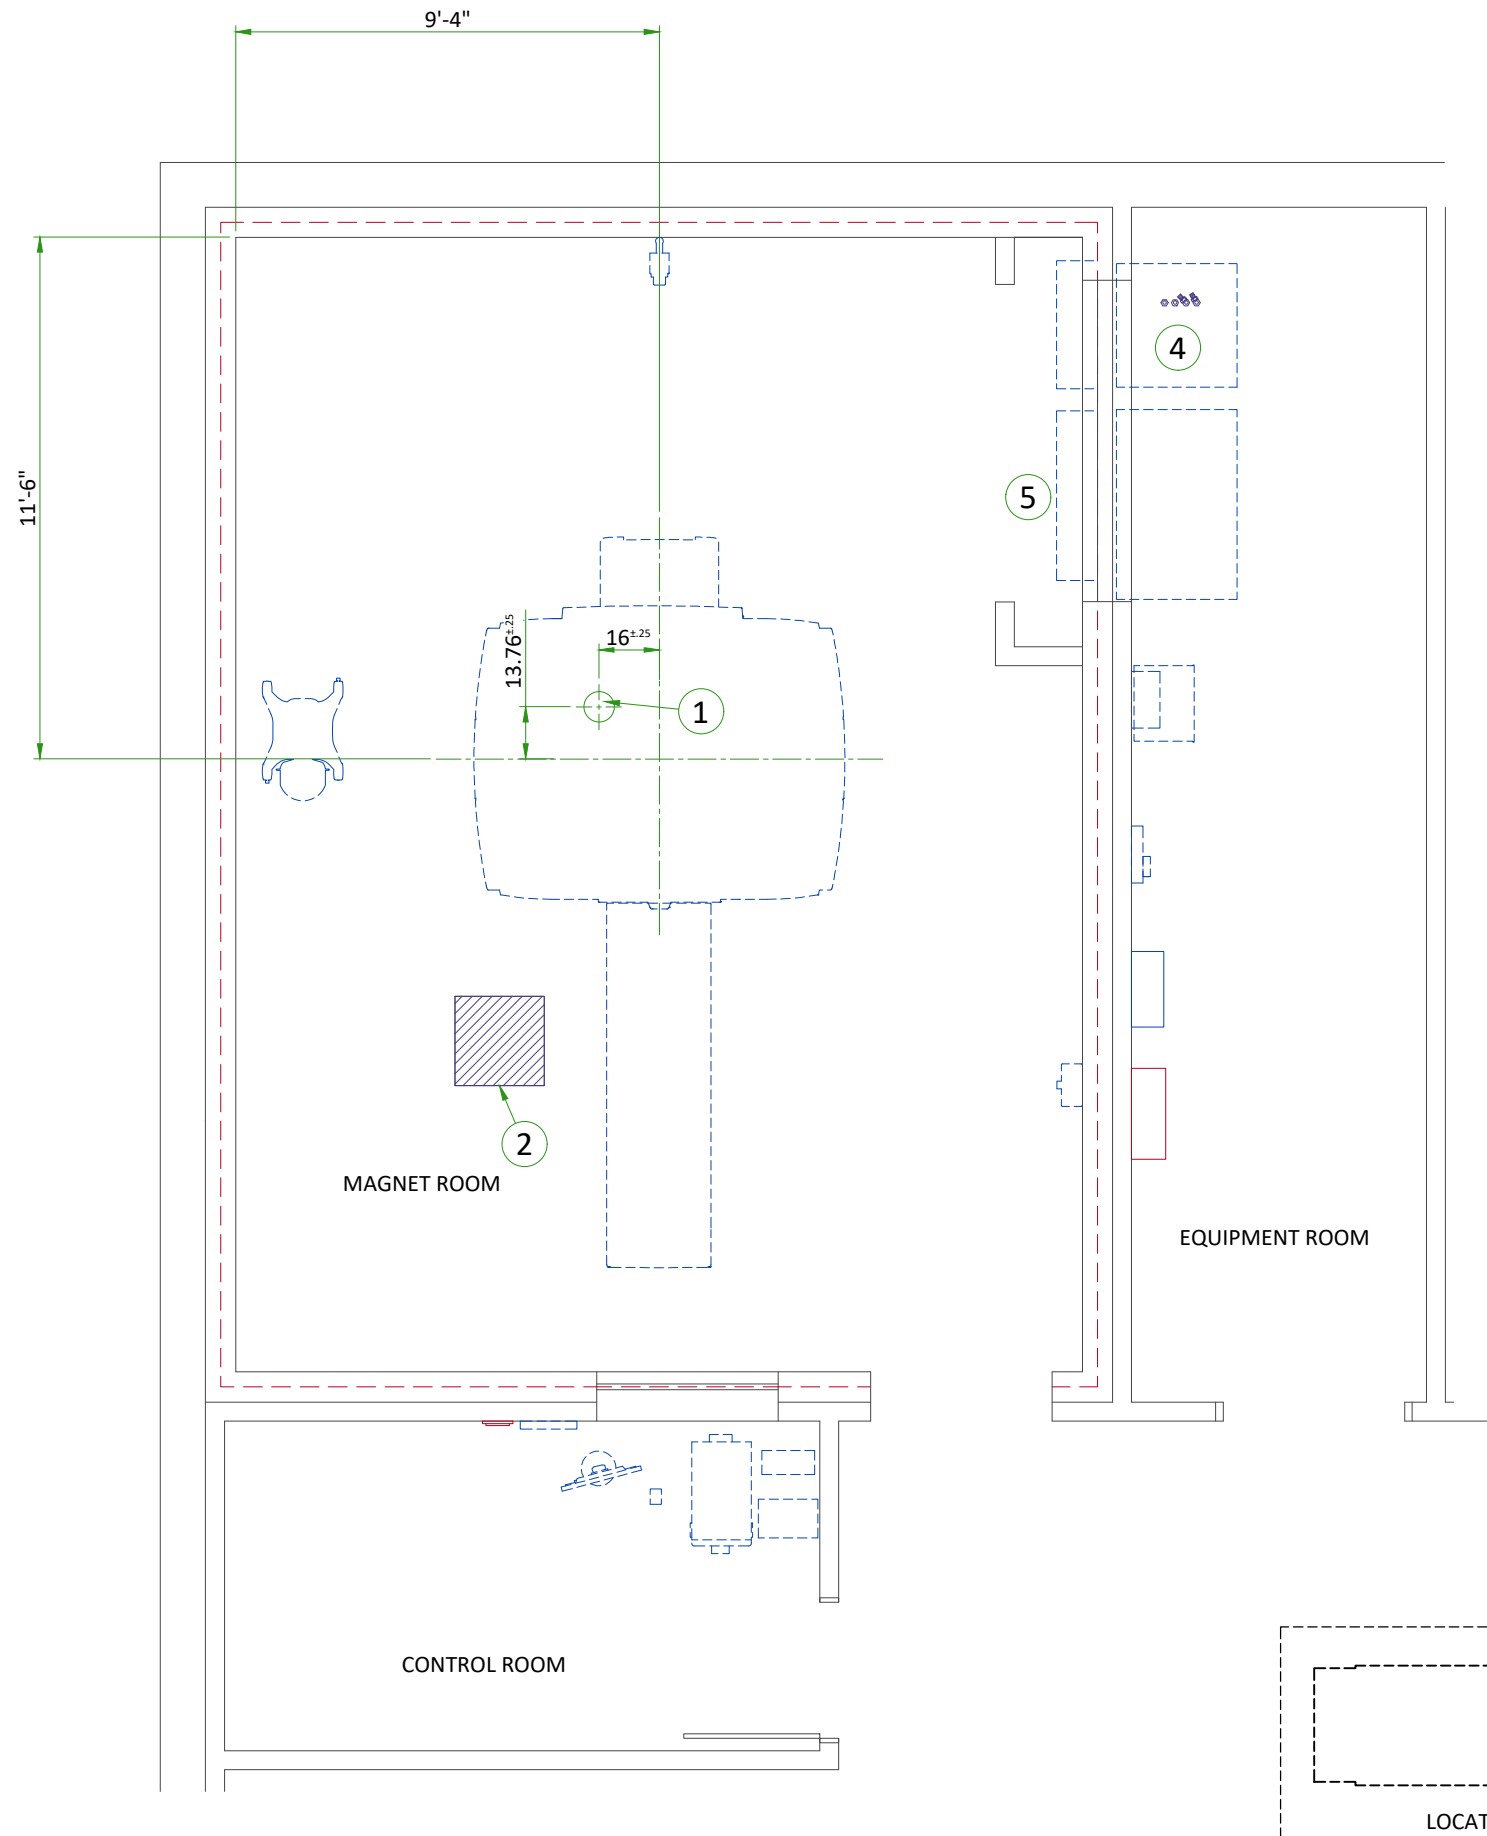 9'-4"
4
11'-6"
5
13.76±.25
16±.25
1
2
MAGNET ROOM
EQUIPMENT ROOM
CONTROL ROOM
LOCAT